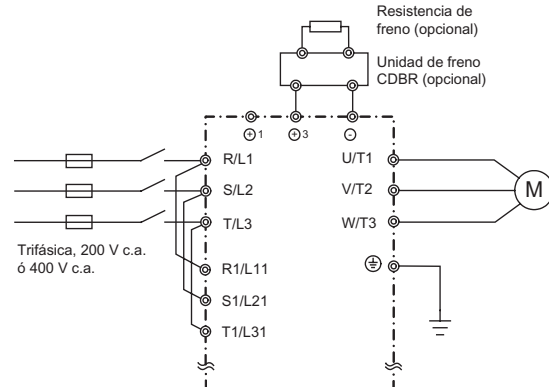 Resistencia de
freno (opcional)
Unidad de freno
CDBR (opcional)
+1
+3
-
R/L1
U/T1
S/L2
V/T2
M
T/L3
W/T3
Trifásica, 200 V c.a.
ó 400 V c.a.
R1/L11
S1/L21
T1/L31